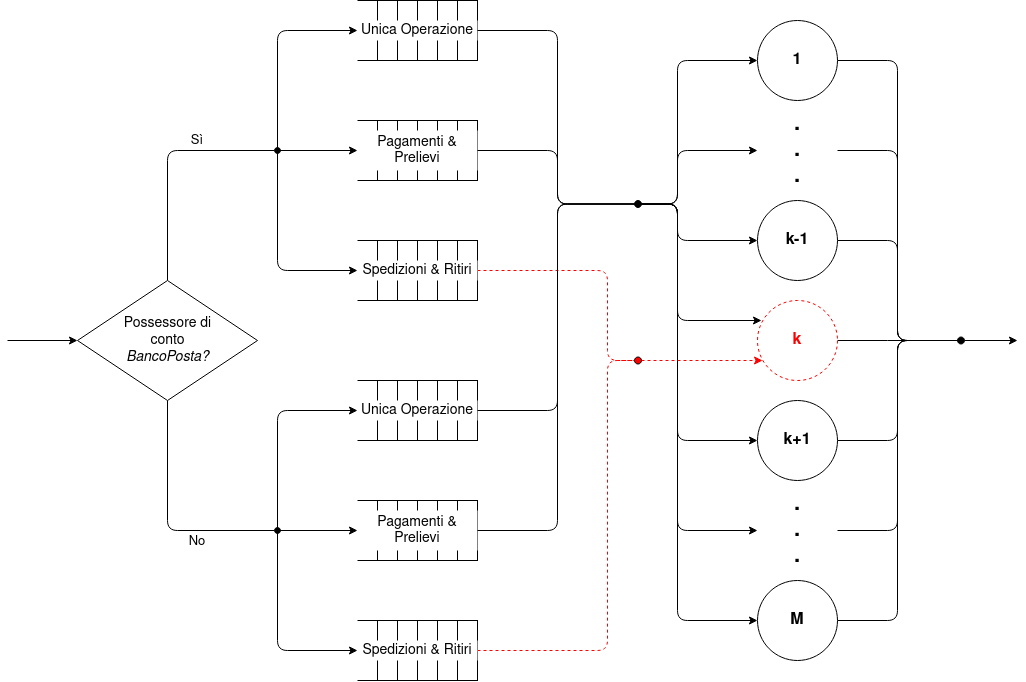 Unica Operazione
Sì
Pagamenti &
Prelievi
Spedizioni & Ritiri
Possessore di
conto
BancoPosta?
Unica Operazione
No
Pagamenti &
Prelievi
Spedizioni & Ritiri
1
.
.
.
k-1
k
k+1
.
.
.
M